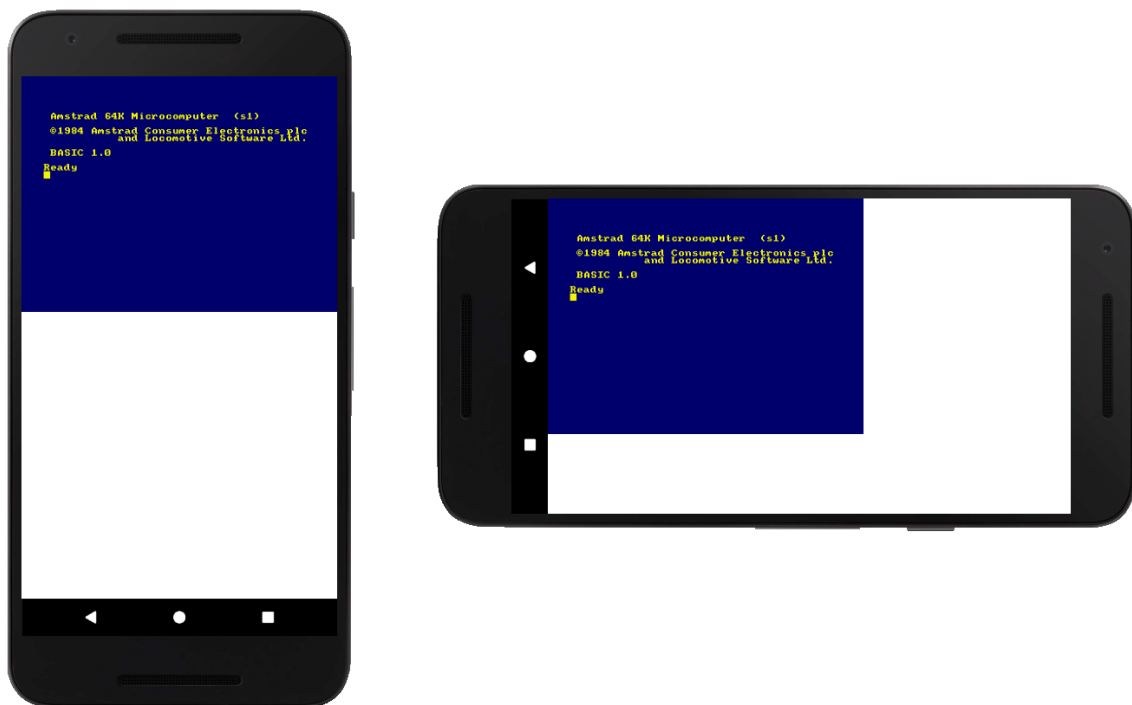 Amstrad 64K Microcomputer (s1)
©1984 Amstrad Consumer Electronics plc
and Locomotive Software Ltd.
BASIC 1.0
Ready
Amstrad 64K Microcomputer (s1)
©1984 Amstrad Consumer Electronics plc
and Locomotive Software Ltd.
BASIC 1.0
Ready